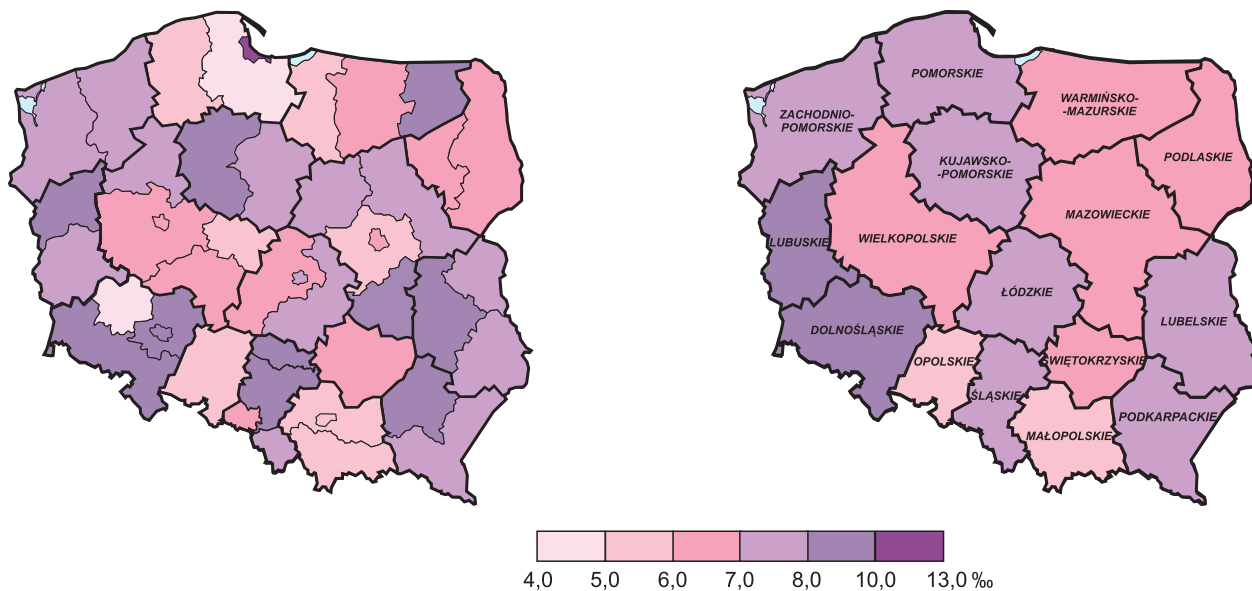 POMORSKIE
ZACHODNIO-
POMORSKIE
WARMIŃSKO-
-MAZURSKIE
KUJAWSKO-
-POMORSKIE
PODLASKIE
MAZOWIECKIE
LUBUSKIE
WIELKOPOLSKIE
ŁÓDZKIE
DOLNOŚLĄSKIE
LUBELSKIE
OPOLSKIE
ŚWIĘTOKRZYSKIE
ŚLĄSKIE
PODKARPACKIE
MAŁOPOLSKIE
4,0 5,0 6,0 7,0 8,0 10,0 13,0 ‰